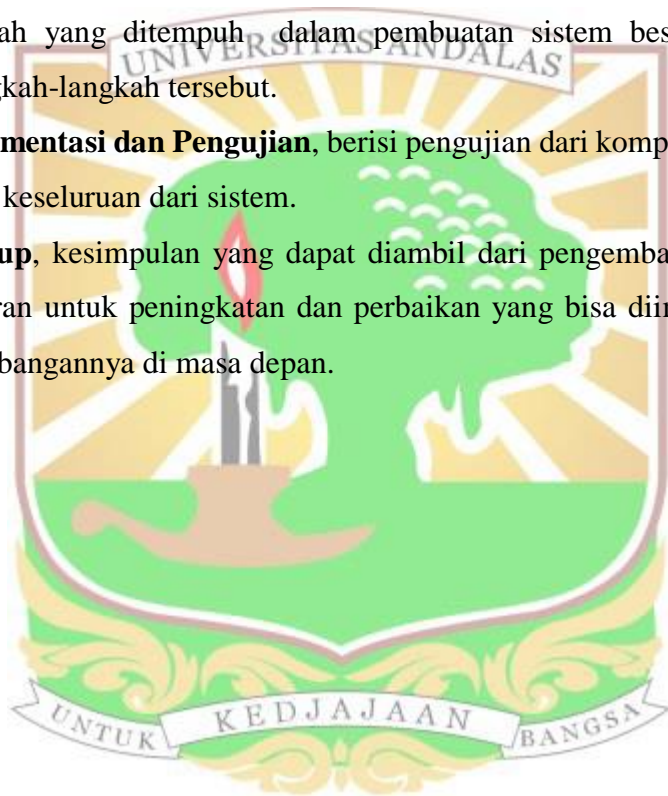 ah yang ditempuh dalam pembuatan sistem bes
UNIVERSITAS ANDALAS
gkah-langkah tersebut.
mentasi dan Pengujian, berisi pengujian dari komp
keseluruan dari sistem.
up, kesimpulan yang dapat diambil dari pengemba
ran untuk peningkatan dan perbaikan yang bisa diin
bangannya di masa depan.
UNTUK KEDJAJAAN BANGSA